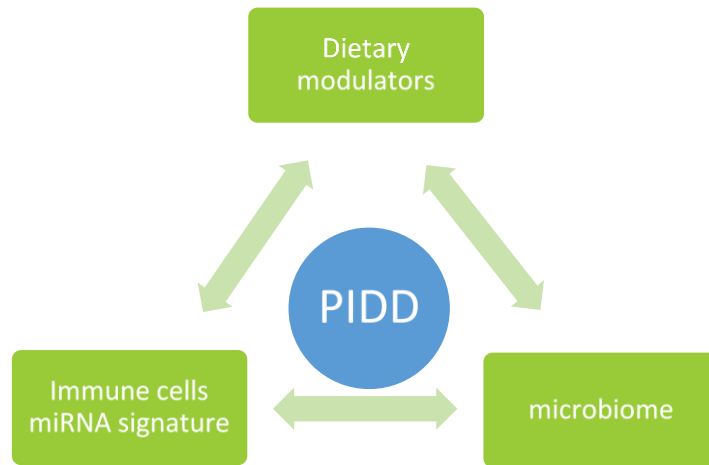 Dietary
modulators
PIDD
Immune cells
miRNA signature
microbiome